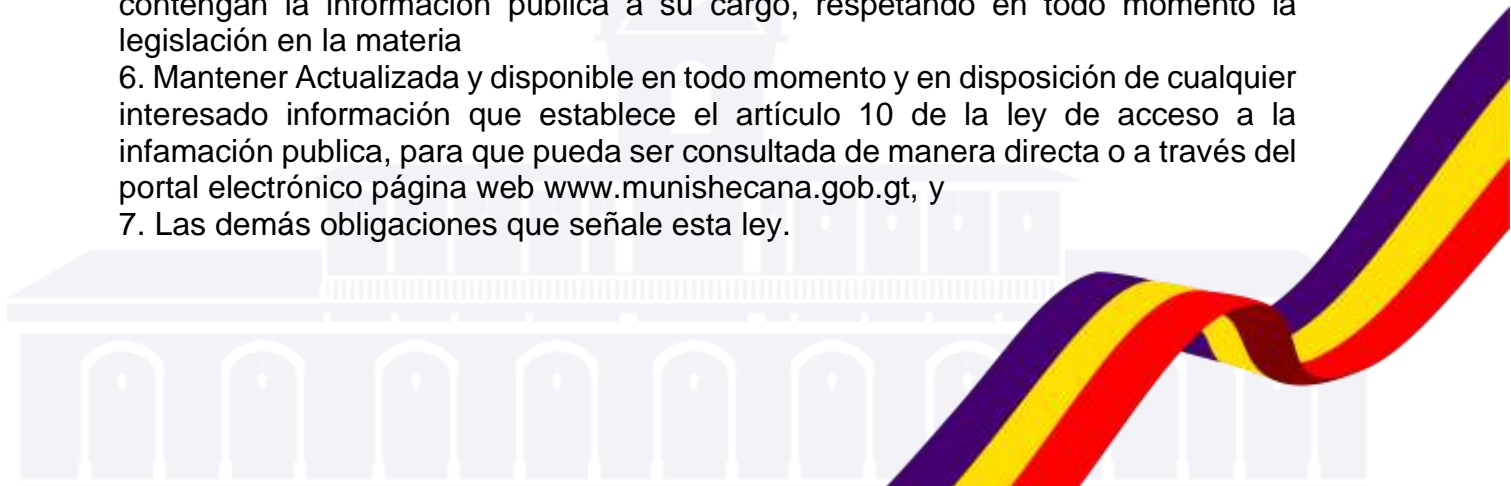 contengan la información pública a su cargo, respetando en todo momento la
legislación en la materia
6. Mantener Actualizada y disponible en todo momento y en disposición de cualquier
interesado información que establece el artículo 10 de la ley de acceso a la
infamación publica, para que pueda ser consultada de manera directa o a través del
portal electrónico página web www.munishecana.gob.gt, y
7. Las demás obligaciones que señale esta ley.